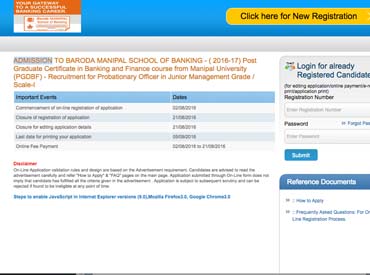 YOUR GATEWAY
TO A SUCCESSFUL
BANKING CAREER.
Click here for New Registration
ADMISSION TO BARODA MANIPAL SCHOOL OF BANKING - ( 2016-17) Post
Graduate Certificate in Banking and Finance course from Manipal University
(PGCBF) - Recruitment for Probationary Officer in Junior Management Grade /
Scale-I
Important Events Dates
Commencement of on-line registration of application 02/08/2016
Closure of registration of application 21/08/2016
Closure for editing application details 21/08/2016
Last date for printing your application 05/09/2016
Online Fee Payment 02/08/2016 to 21/08/2016
Disclaimer
On-Line Application validation rules and design are based on the Advertisement requirement. Candidates are advised to read the
advertisement carefully and refer "How to Apply" & "FAQ" pages on the main page. Application submitted through On-Line form does not
imply that candidate has fulfilled all the criteria given in the advertisement . Application is subject to subsequent scrutiny and can be
rejected if found to be ineligible at any point of time.
Steps to enable JavaScript in Internet Explorer versions (9.0),Mozilla Firefox3.0, Google Chrome3.0
Login for already
Registered Candidate
(for editing application/online payment/e-r
print/application print)
Registration Number
Enter Registration Number
Password Forgot Pas
Enter Password
Submit
Reference Documents
:: How to Apply
::Frequently Asked Questions For On
Line Registration Process.